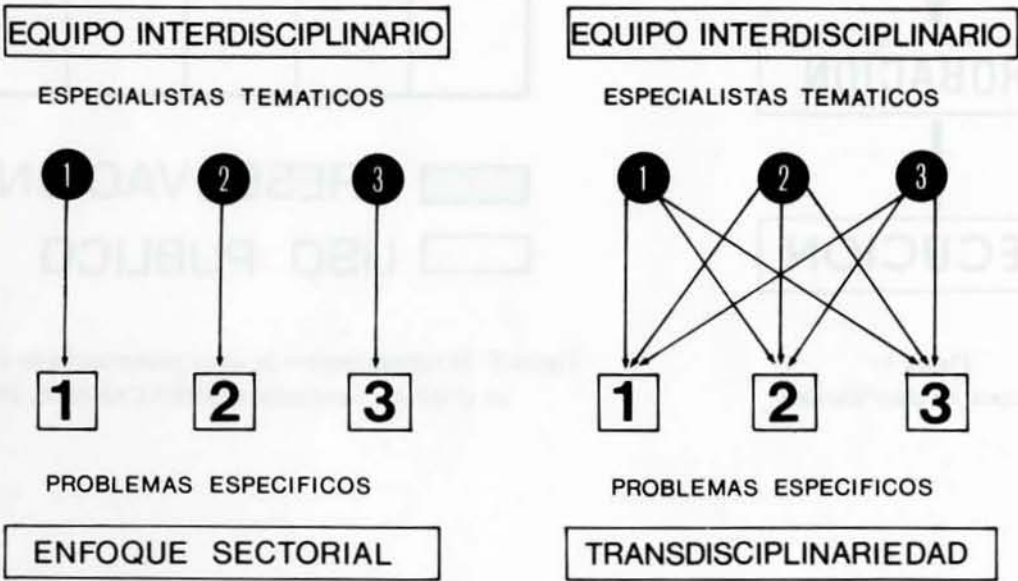 EQUIPO INTERDISCIPLINARIO
ESPECIALISTAS TEMATICOS
1 2 3
1 2 3
PROBLEMAS ESPECIFICOS
ENFOQUE SECTORIAL
EQUIPO INTERDISCIPLINARIO
ESPECIALISTAS TEMATICOS
1 2 3
1 2 3
PROBLEMAS ESPECIFICOS
TRANSDISCIPLINARIEDAD